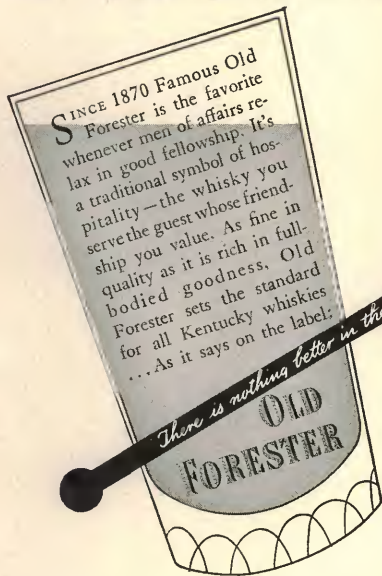 SINCE 1870 Famous Old
Forester is the favorite
whenever men of affairs re-
lax in good fellowship. It's
a traditional symbol of hos-
pitality—the whisky you
serve the guest whose friend-
ship you value. As fine in
quality as it is rich in full-
bodied goodness, Old
Forester sets the standard
for all Kentucky whiskies
...As it says on the label:
There is nothing better in the
OLD
FORESTER